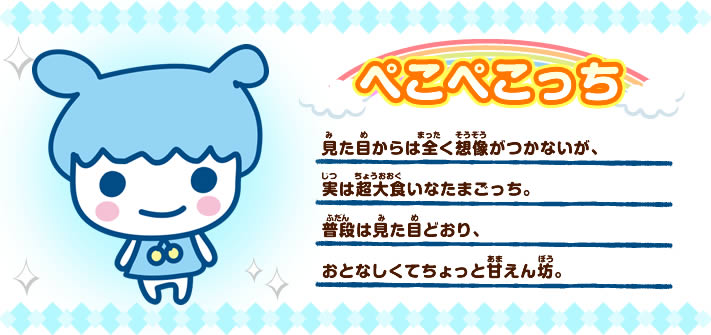 ぺこぺこっち
見た目からは全く想像がつかないが、
実は超大食いなたまごっち。
普段は見た目どおり、
おとなしくてちょっと甘えん坊。